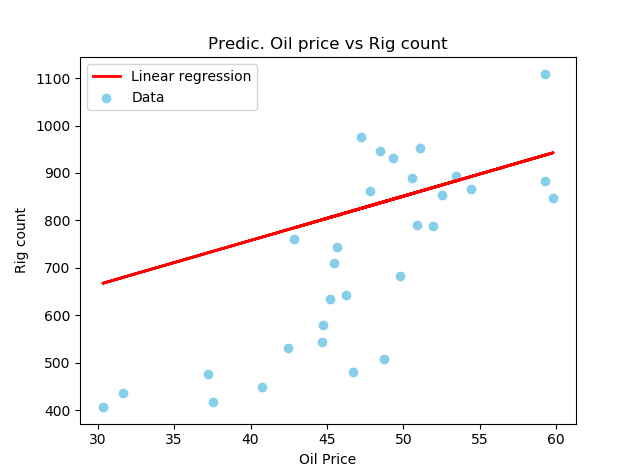 Predic. Oil price vs Rig count
Linear regression
Data
1100
1000
900
800
700
600
500
400
Rig count
30 35 40 45 50 55 60
Oil Price